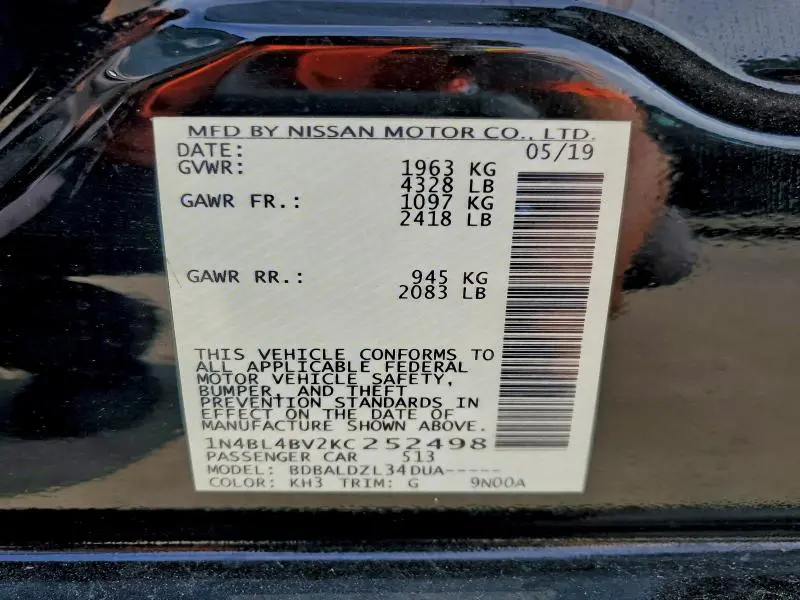 MFD BY NISSAN MOTOR CO., LTD.
DATE: 05/19
GVWR: 1963 KG
4328 LB
GAWR FR.: 1097 KG
2418 LB
GAWR RR.: 945 KG
2083 LB
THIS VEHICLE CONFORMS TO
ALL APPLICABLE FEDERAL
MOTOR VEHICLE SAFETY,
BUMPER, AND THEFT
PREVENTION STANDARDS IN
EFFECT ON THE DATE OF
MANUFACTURE SHOWN ABOVE.
1N4BL4BV2KC252498
PASSENGER CAR 513
MODEL: BDBALDZL34DUA-----
COLOR: KH3 TRIM: G 9N00A